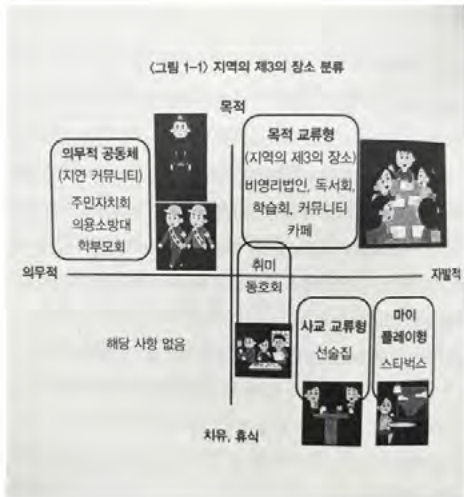 〈그림 1-1〉 지역의 제3의 장소 분류
목적
의무적 공동체
(지연 커뮤니티)
주민자치회
의용소방대
학부모회
목적 교류형
(지역의 제3의 장소)
비영리법인, 독서회,
학습회, 커뮤니티
카페
의무적
자발적
취미
동호회
해당 사항 없음
사교 교류형
선술집
마이
플레이형
스타벅스
치유, 휴식